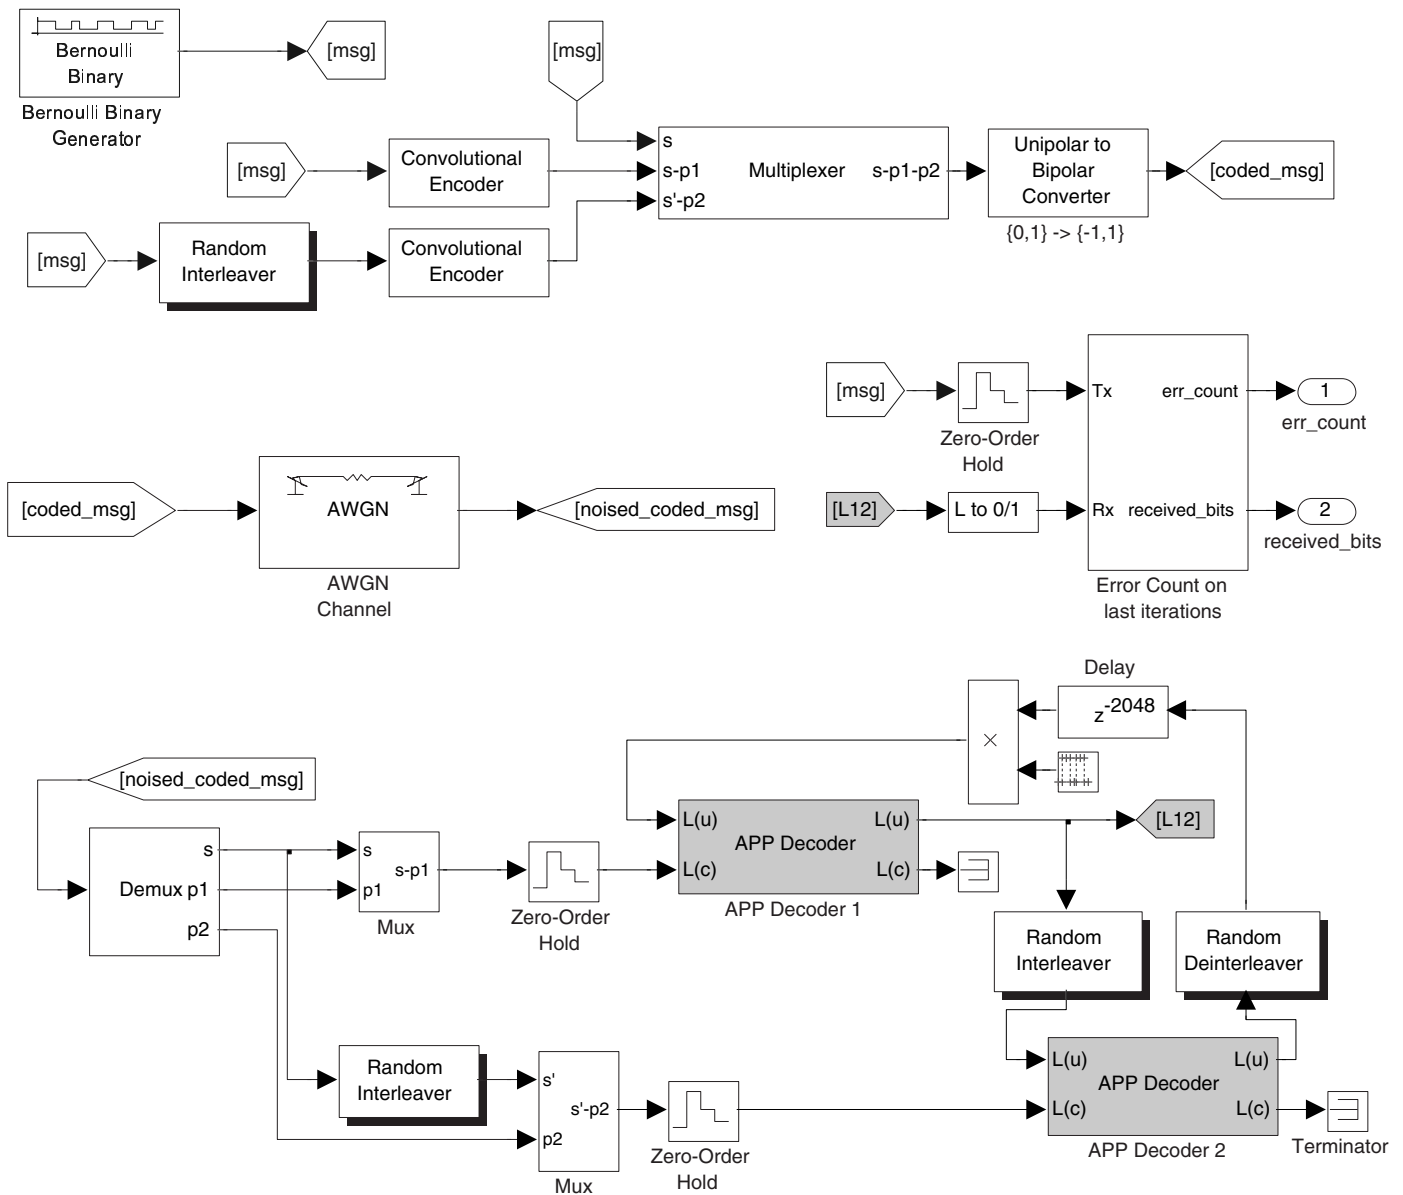 Bernoulli
Binary
Bernoulli Binary
Generator
[msg]
[msg]
[msg]
Convolutional
Encoder
s
s-p1
s'-p2
Multiplexer
s-p1-p2
Unipolar to
Bipolar
Converter
{0,1} -> {-1,1}
[coded_msg]
[msg]
Random
Interleaver
Convolutional
Encoder
[coded_msg]
AWGN
AWGN
Channel
[noised_coded_msg]
[msg]
Zero-Order
Hold
[L12]
L to 0/1
Tx
err_count
Rx
received_bits
Error Count on
last iterations
1
err_count
2
received_bits
Delay
z-2048
×
[noised_coded_msg]
Demux
s
p1
p2
s
p1
s-p1
Mux
Zero-Order
Hold
L(u)
L(c)
APP Decoder
L(u)
L(c)
APP Decoder 1
[L12]
Random
Interleaver
Random
Deinterleaver
Random
Interleaver
s'
p2
s'-p2
Mux
Zero-Order
Hold
L(u)
L(c)
APP Decoder
L(u)
L(c)
APP Decoder 2
Terminator